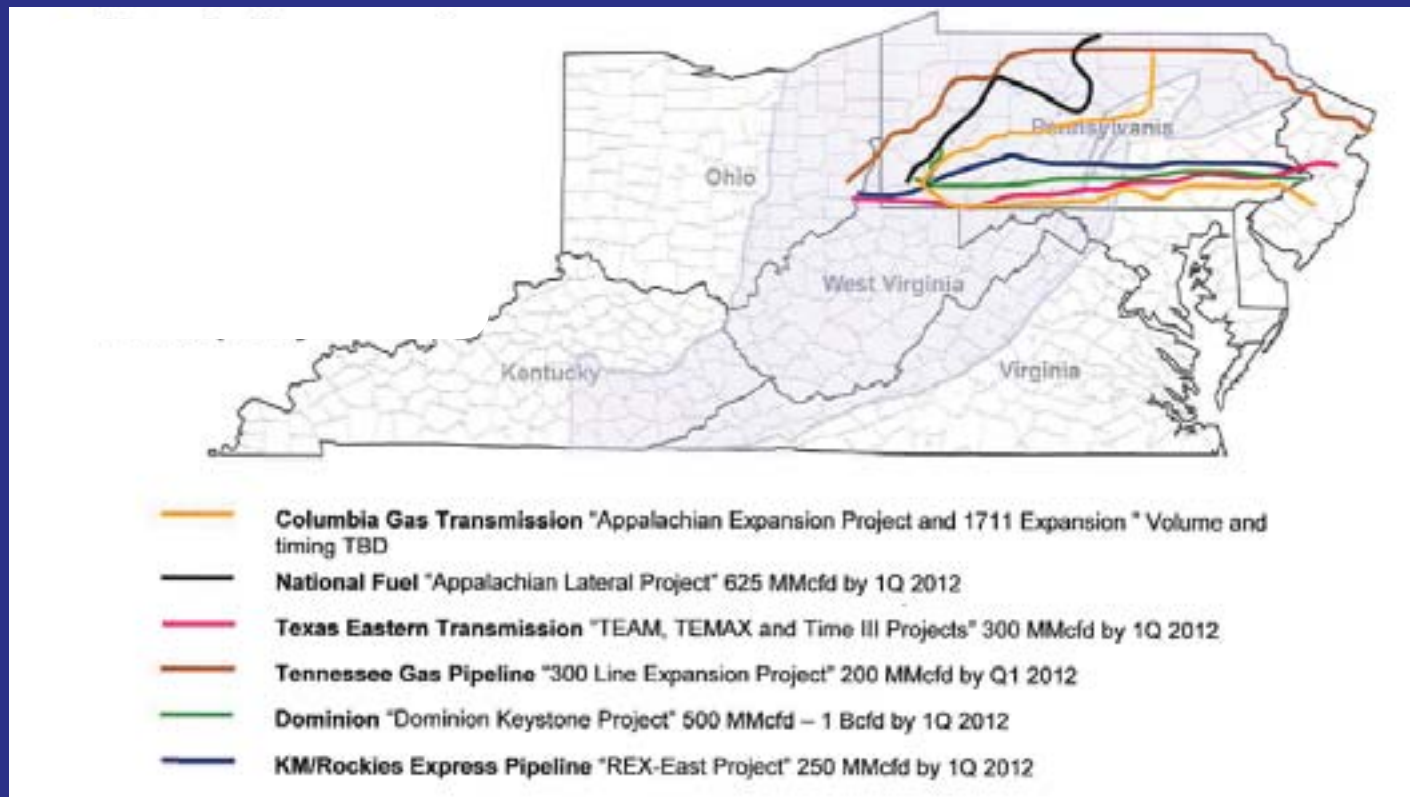 Pennsylvanis
Ohio
West Virginia
Kentucky
Virginia
Columbia Gas Transmission "Appalachian Expansion Project and 1711 Expansion " Volume and
timing TBD
National Fuel "Appalachian Lateral Project" 625 MMcfd by 1Q 2012
Texas Eastern Transmission "TEAM, TEMAX and Time III Projects" 300 MMcfd by 1Q 2012
Tennessee Gas Pipeline "300 Line Expansion Project" 200 MMcfd by Q1 2012
Dominion "Dominion Keystone Project" 500 MMcfd – 1 Bcfd by 1Q 2012
KM/Rockies Express Pipeline "REX-East Project" 250 MMcfd by 1Q 2012